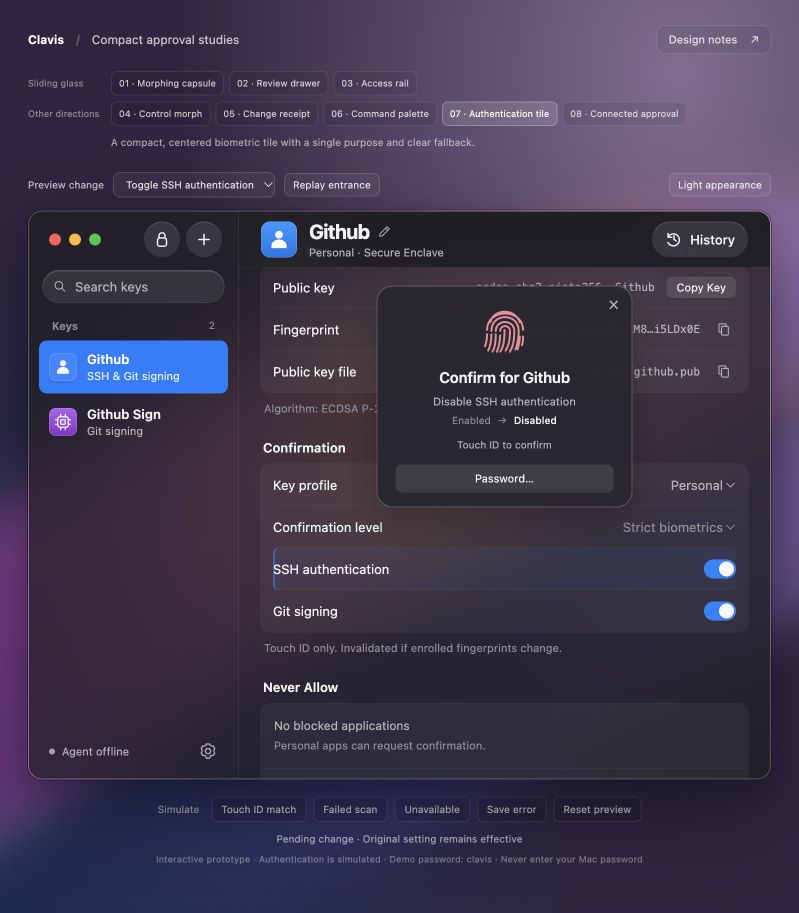 Clavis / Compact approval studies
Design notes ↗
Sliding glass
01 · Morphing capsule
02 · Review drawer
03 · Access rail
Other directions
04 · Control morph
05 · Change receipt
06 · Command palette
07 · Authentication tile
08 · Connected approval
A compact, centered biometric tile with a single purpose and clear fallback.
Preview change
Toggle SSH authentication
Replay entrance
Light appearance
Search keys
Keys 2
Github
SSH & Git signing
Github Sign
Git signing
Agent offline
Github
Personal · Secure Enclave
History
Public key
Github
Copy Key
Fingerprint
M8…i5LDx0E
Public key file
github.pub
Algorithm: ECDSA P-2
Confirm for Github
Disable SSH authentication
Enabled → Disabled
Touch ID to confirm
Password...
Confirmation
Key profile
Personal
Confirmation level
Strict biometrics
SSH authentication
Git signing
Touch ID only. Invalidated if enrolled fingerprints change.
Never Allow
No blocked applications
Personal apps can request confirmation.
Simulate
Touch ID match
Failed scan
Unavailable
Save error
Reset preview
Pending change · Original setting remains effective
Interactive prototype · Authentication is simulated · Demo password: clavis · Never enter your Mac password